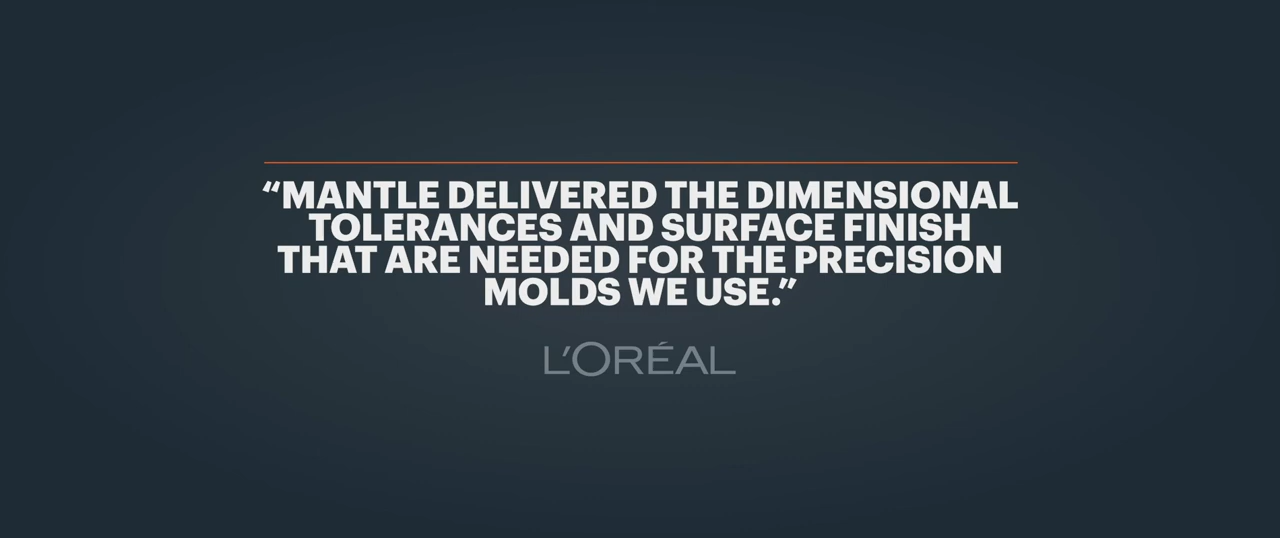 “MANTLE DELIVERED THE DIMENSIONAL
TOLERANCES AND SURFACE FINISH
THAT ARE NEEDED FOR THE PRECISION
MOLDS WE USE.”
L’ORÉAL